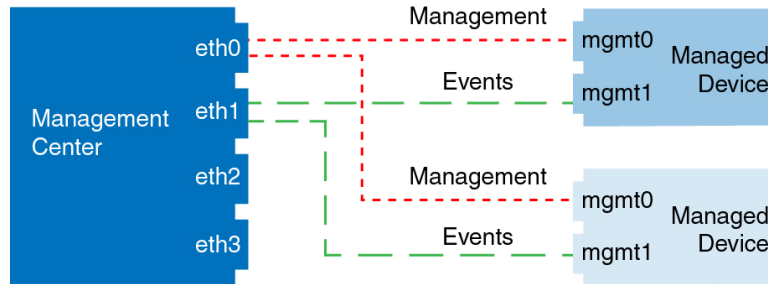 Management
eth0
mgmt0
Managed
Device
Events
mgmt1
eth1
Management
Center
eth2
Management
mgmt0
Managed
Device
eth3
Events
mgmt1